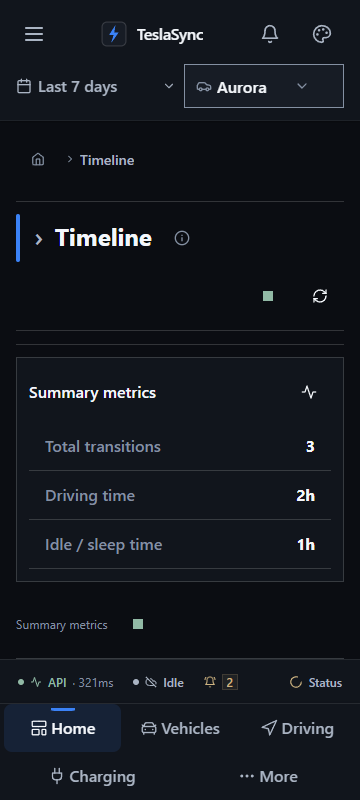 TeslaSync
Last 7 days
Aurora
Timeline
Timeline
Summary metrics
Total transitions 3
Driving time 2h
Idle / sleep time 1h
Summary metrics
API · 321ms Idle 2 Status
Home Vehicles Driving
Charging More